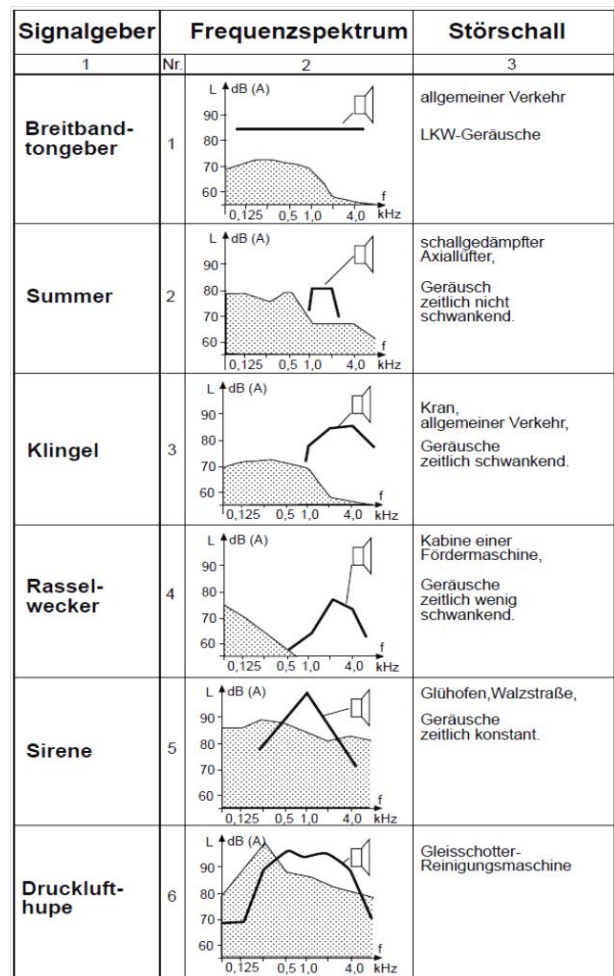 Signalgeber Frequenzspektrum Störschall
1 Nr. 2 3
Breitband-
tongeber
1
L dB (A)
90
80
70
60
f
0,125 0,5 1,0 4,0 kHz
allgemeiner Verkehr
LKW-Geräusche
Summer
2
L dB (A)
90
80
70
60
f
0,125 0,5 1,0 4,0 kHz
schallgedämpfter
Axiallüfter,
Geräusch
zeitlich nicht
schwankend.
Klingel
3
L dB (A)
90
80
70
60
f
0,125 0,5 1,0 4,0 kHz
Kran,
allgemeiner Verkehr,
Geräusche
zeitlich schwankend.
Rassel-
wecker
4
L dB (A)
90
80
70
60
f
0,125 0,5 1,0 4,0 kHz
Kabine einer
Fördermaschine,
Geräusche
zeitlich wenig
schwankend.
Sirene
5
L dB (A)
90
80
70
60
f
0,125 0,5 1,0 4,0 kHz
Glühofen,Walzstraße,
Geräusche
zeitlich konstant.
Druckluft-
hupe
6
L dB (A)
90
80
70
60
f
0,125 0,5 1,0 4,0 kHz
Gleisschotter-
Reinigungsmaschine